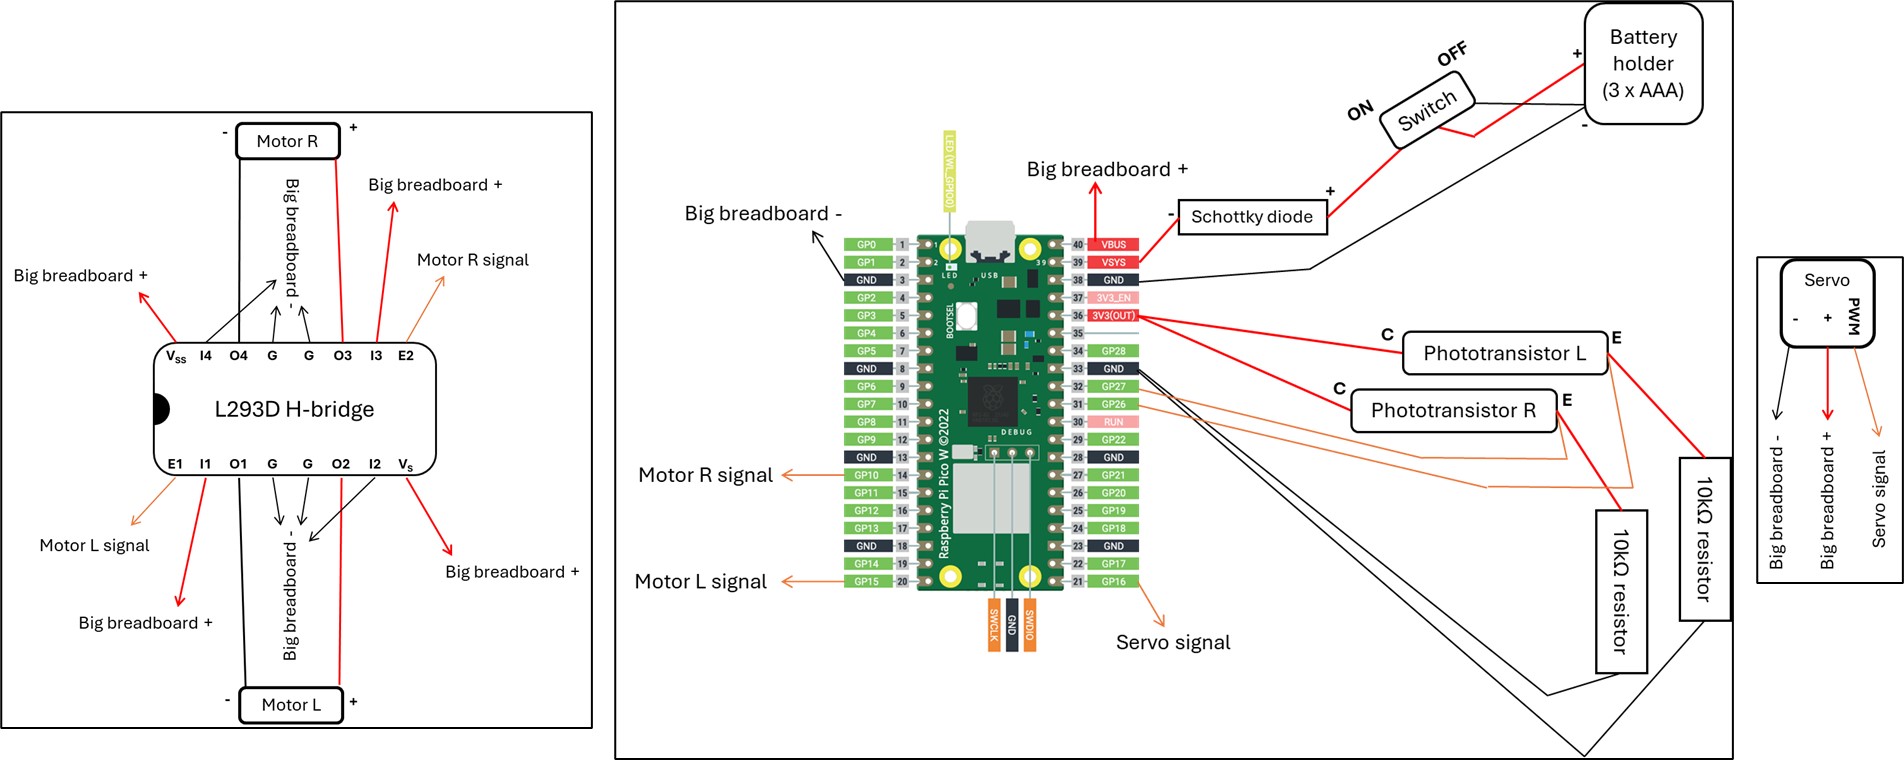 Motor R
-
+
Big breadboard +
Big breapboard -
Motor R signal
Big breadboard +
VSS I4 O4 G G O3 I3 E2
L293D H-bridge
E1 I1 O1 G G O2 I2 VS
Motor L signal
Big breadboard -
Big breadboard +
Big breadboard +
-
Motor L
+
Battery
holder
(3 x AAA)
+
-
OFF
ON
Switch
Big breadboard +
+
-
Schottky diode
Big breadboard -
LED (WL_GPIO0)
GP0 1
GP1 2
GND 3
GP2 4
GP3 5
GP4 6
GP5 7
GND 8
GP6 9
GP7 10
GP8 11
GP9 12
GND 13
GP10 14
GP11 15
GP12 16
GP13 17
GND 18
GP14 19
GP15 20
1
2
39
LED
USB
BOOTSEL
DEBUG
Raspberry Pi Pico W ©2022
40 VBUS
39 VSYS
38 GND
37 3V3_EN
36 3V3(OUT)
35
34 GP28
33 GND
32 GP27
31 GP26
30 RUN
29 GP22
28 GND
27 GP21
26 GP20
25 GP19
24 GP18
23 GND
22 GP17
21 GP16
SWCLK
GND
SWDIO
Motor R signal
Motor L signal
Servo signal
C
Phototransistor L
E
C
Phototransistor R
E
10kΩ resistor
10kΩ resistor
Servo
-
+
PWM
Big breadboard -
Big breadboard +
Servo signal